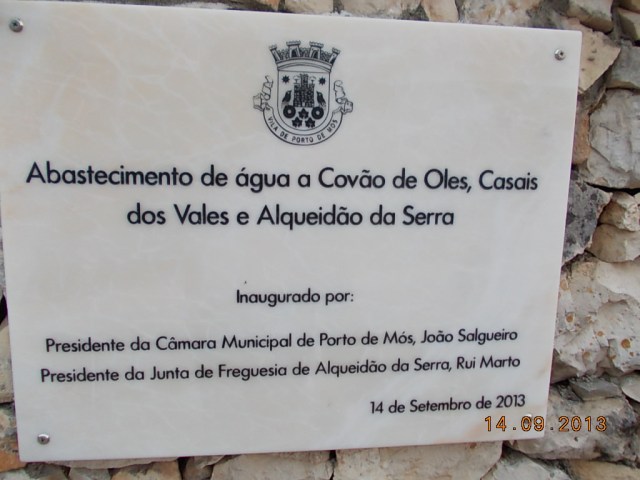 VILA DE PORTO DE MÓS
Abastecimento de água a Covão de Oles, Casais
dos Vales e Alqueidão da Serra
Inaugurado por:
Presidente da Câmara Municipal de Porto de Mós, João Salgueiro
Presidente da Junta de Freguesia de Alqueidão da Serra, Rui Marto
14 de Setembro de 2013
14.09.2013